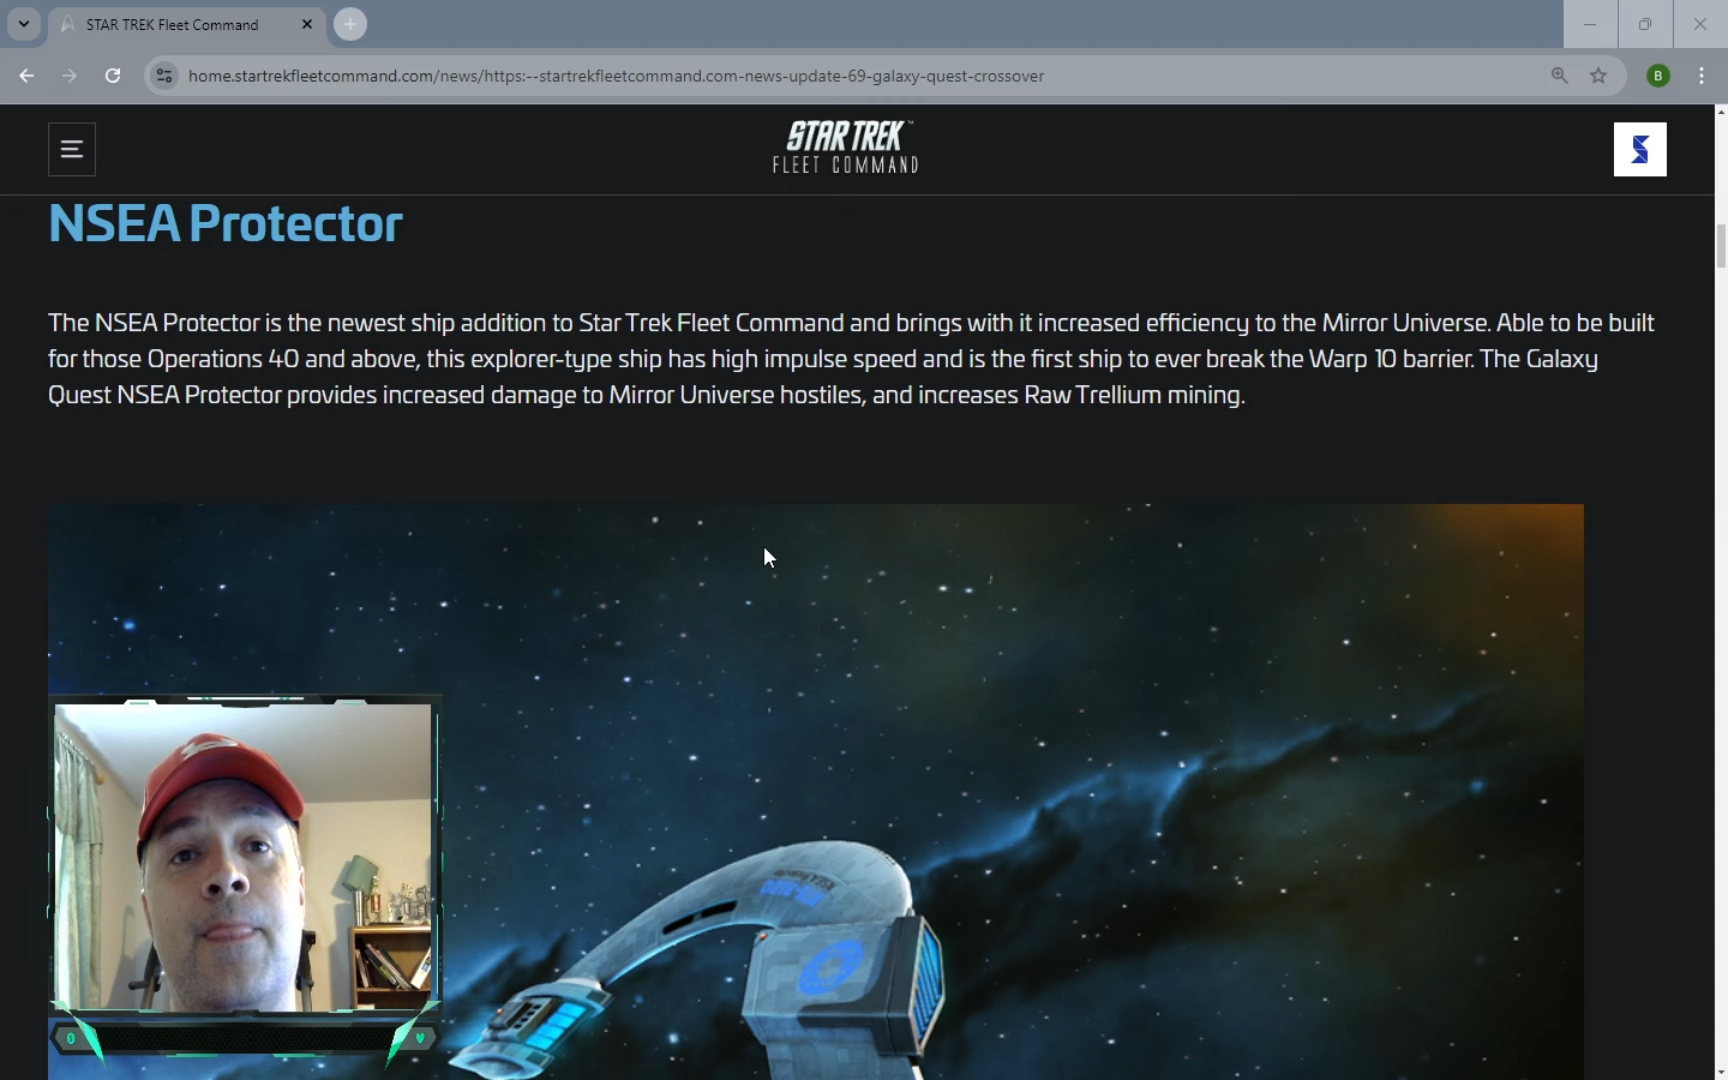 STAR TREK Fleet Command
home.startrekfleetcommand.com/news/https:--startrekfleetcommand.com-news-update-69-galaxy-quest-crossover
B
STAR TREK™
FLEET COMMAND
NSEA Protector
The NSEA Protector is the newest ship addition to Star Trek Fleet Command and brings with it increased efficiency to the Mirror Universe. Able to be built
for those Operations 40 and above, this explorer-type ship has high impulse speed and is the first ship to ever break the Warp 10 barrier. The Galaxy
Quest NSEA Protector provides increased damage to Mirror Universe hostiles, and increases Raw Trellium mining.
0